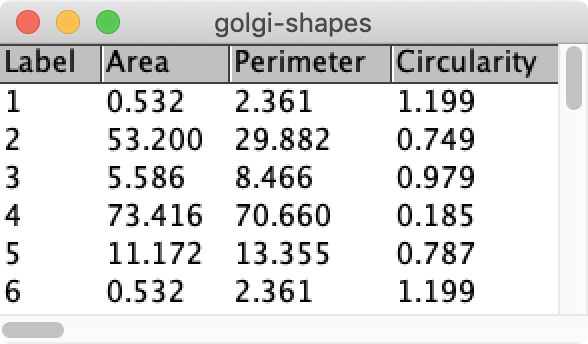 golgi-shapes
Label Area Perimeter Circularity
1 0.532 2.361 1.199
2 53.200 29.882 0.749
3 5.586 8.466 0.979
4 73.416 70.660 0.185
5 11.172 13.355 0.787
6 0.532 2.361 1.199